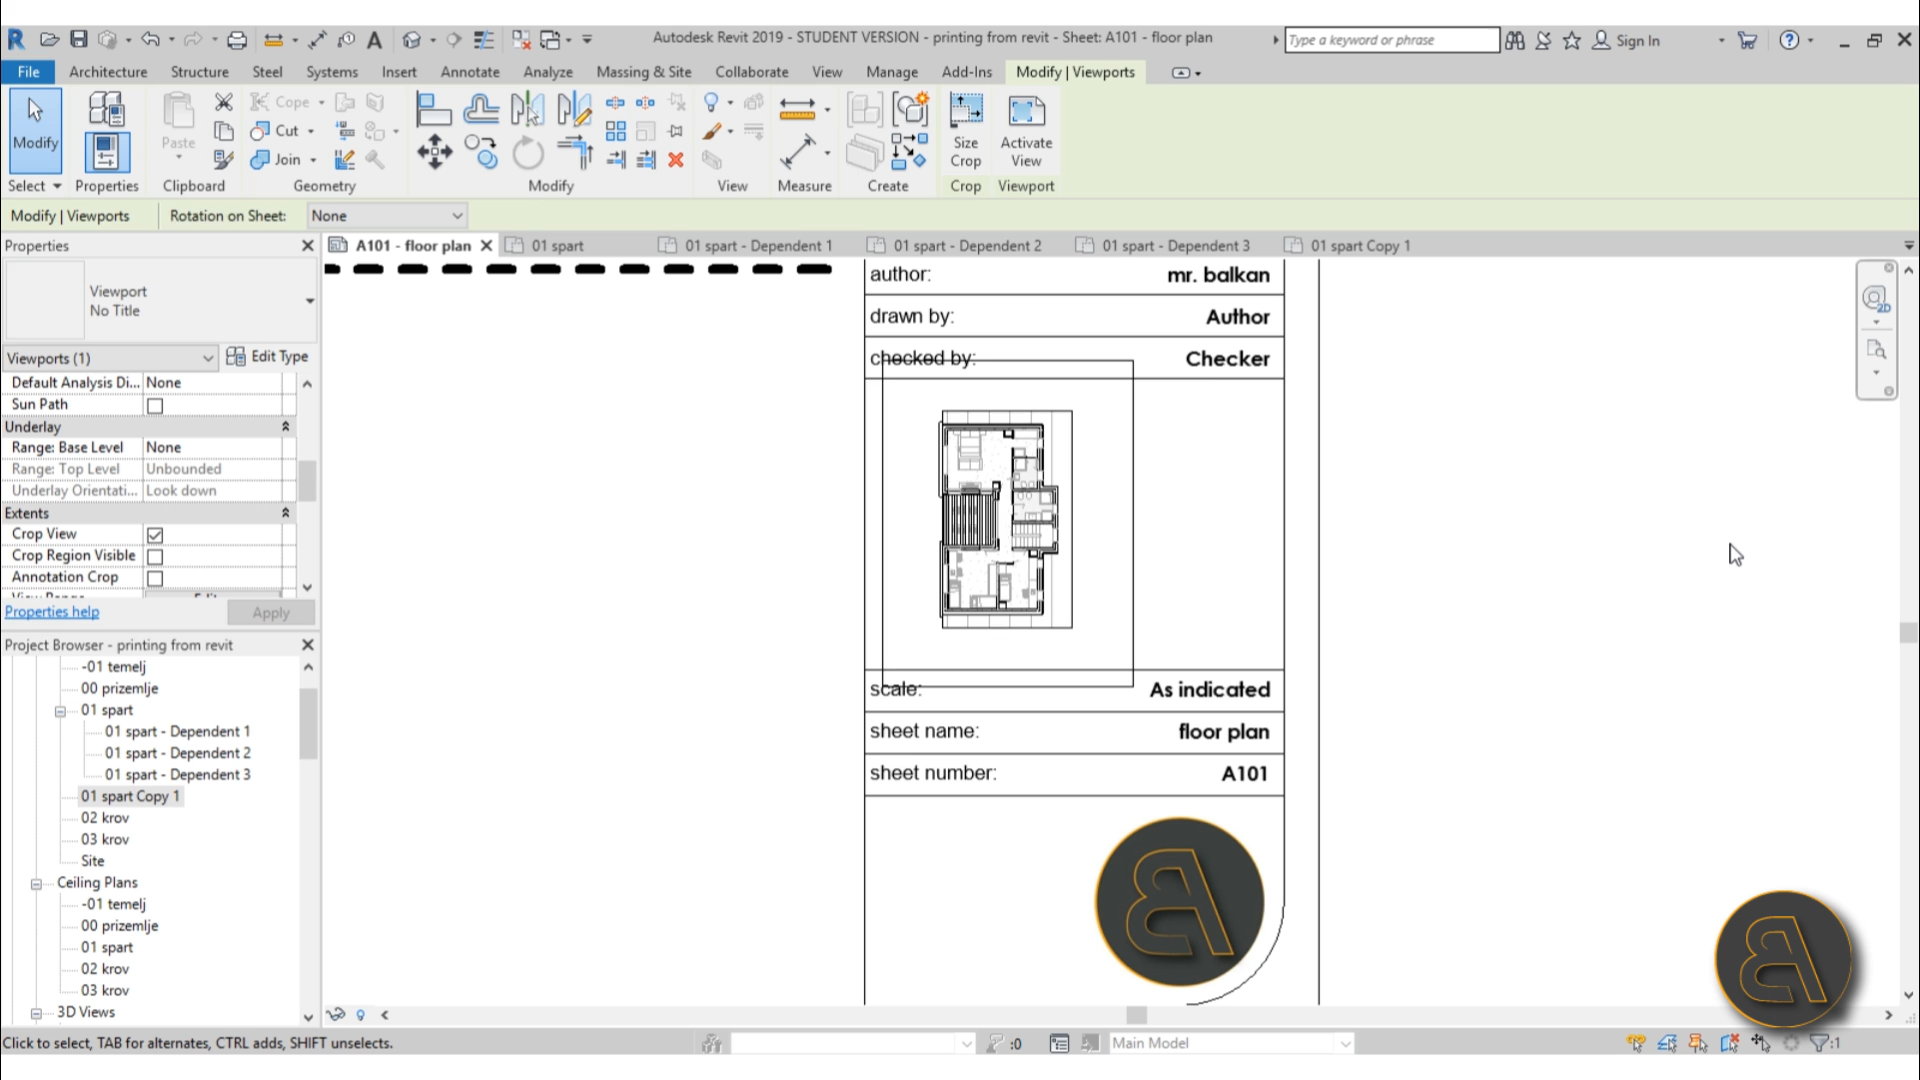 Autodesk Revit 2019 - STUDENT VERSION - printing from revit - Sheet: A101 - floor plan
Type a keyword or phrase
Sign In
File Architecture Structure Steel Systems Insert Annotate Analyze Massing & Site Collaborate View Manage Add-Ins Modify | Viewports
Modify
Paste
Cope
Cut
Join
Size Crop
Activate View
Select Properties Clipboard Geometry Modify View Measure Create Crop Viewport
Modify | Viewports Rotation on Sheet: None
Properties
A101 - floor plan 01 spart 01 spart - Dependent 1 01 spart - Dependent 2 01 spart - Dependent 3 01 spart Copy 1
Viewport
No Title
Viewports (1) Edit Type
Default Analysis Di... None
Sun Path
Underlay
Range: Base Level None
Range: Top Level Unbounded
Underlay Orientati... Look down
Extents
Crop View
Crop Region Visible
Annotation Crop
Properties help Apply
Project Browser - printing from revit
-01 temelj
00 prizemlje
01 spart
01 spart - Dependent 1
01 spart - Dependent 2
01 spart - Dependent 3
01 spart Copy 1
02 krov
03 krov
Site
Ceiling Plans
-01 temelj
00 prizemlje
01 spart
02 krov
03 krov
3D Views
author: mr. balkan
drawn by: Author
checked by: Checker
scale: As indicated
sheet name: floor plan
sheet number: A101
2D
Click to select, TAB for alternates, CTRL adds, SHIFT unselects.
:0
Main Model
:1